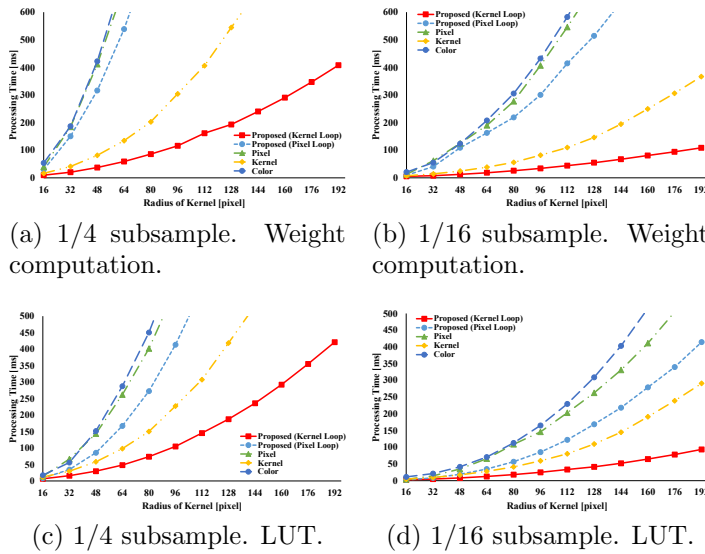 600
500
400
300
200
100
0
Processing Time [ms]
16 32 48 64 80 96 112 128 144 160 176 192
Radius of Kernel [pixel]
Proposed (Kernel Loop)
Proposed (Pixel Loop)
Pixel
Kernel
Color
(a) 1/4 subsample. Weight
computation.
600
500
400
300
200
100
0
Processing Time [ms]
16 32 48 64 80 96 112 128 144 160 176 192
Radius of Kernel [pixel]
Proposed (Kernel Loop)
Proposed (Pixel Loop)
Pixel
Kernel
Color
(b) 1/16 subsample. Weight
computation.
500
450
400
350
300
250
200
150
100
50
0
Processing Time [ms]
16 32 48 64 80 96 112 128 144 160 176 192
Radius of Kernel [pixel]
Proposed (Kernel Loop)
Proposed (Pixel Loop)
Pixel
Kernel
Color
(c) 1/4 subsample. LUT.
500
450
400
350
300
250
200
150
100
50
0
Processing Time [ms]
16 32 48 64 80 96 112 128 144 160 176 192
Radius of Kernel [pixel]
Proposed (Kernel Loop)
Proposed (Pixel Loop)
Pixel
Kernel
Color
(d) 1/16 subsample. LUT.